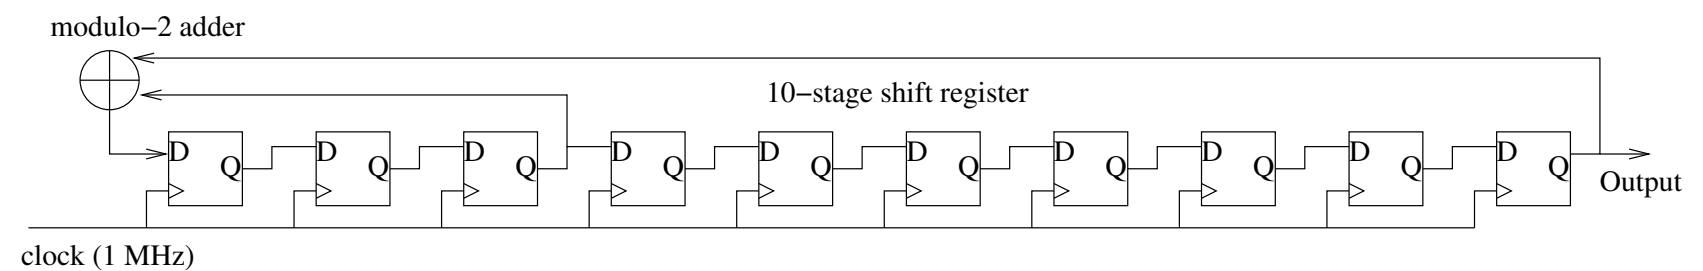 modulo−2 adder
10−stage shift register
D Q D Q D Q D Q D Q D Q D Q D Q D Q D Q
Output
clock (1 MHz)